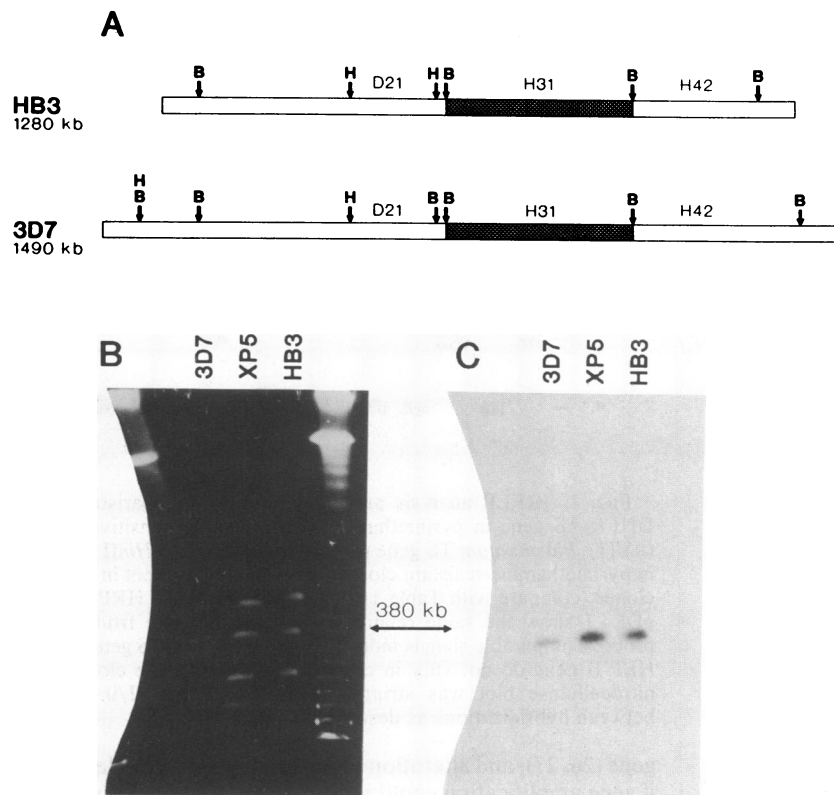 A
B H D21 H B H31 B H42 B
HB3
1280 kb
H
B B H D21 B B H31 B H42 B
3D7
1490 kb
B 3D7 XP5 HB3
C 3D7 XP5 HB3
380 kb